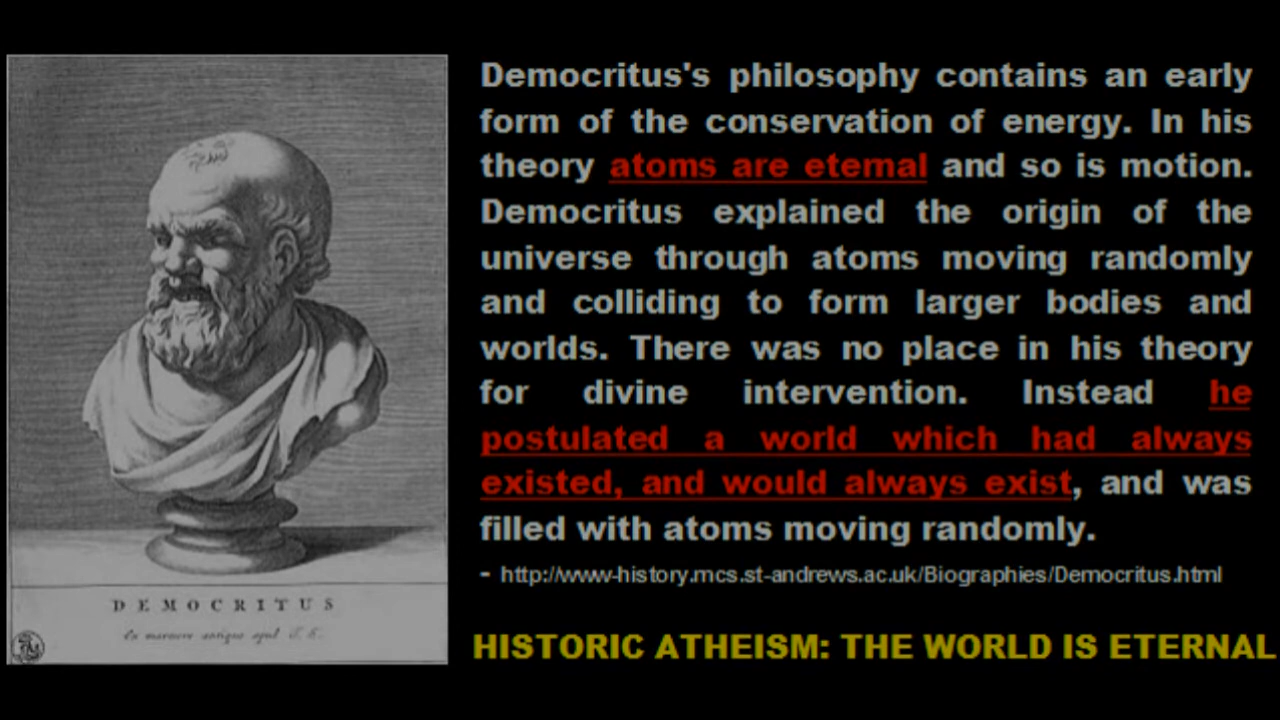 Democritus's philosophy contains an early
form of the conservation of energy. In his
theory atoms are eternal and so is motion.
Democritus explained the origin of the
universe through atoms moving randomly
and colliding to form larger bodies and
worlds. There was no place in his theory
for divine intervention. Instead he
postulated a world which had always
existed, and would always exist, and was
filled with atoms moving randomly.
- http://www-history.mcs.st-andrews.ac.uk/Biographies/Democritus.html
DEMOCRITUS
HISTORIC ATHEISM: THE WORLD IS ETERNAL